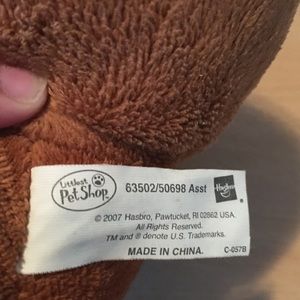 Littlest
PetShop
63502/50698 Asst
Hasbro
© 2007 Hasbro, Pawtucket, RI 02862 USA.
All Rights Reserved.
TM and ® denote U.S. Trademarks.
MADE IN CHINA.
C-057B